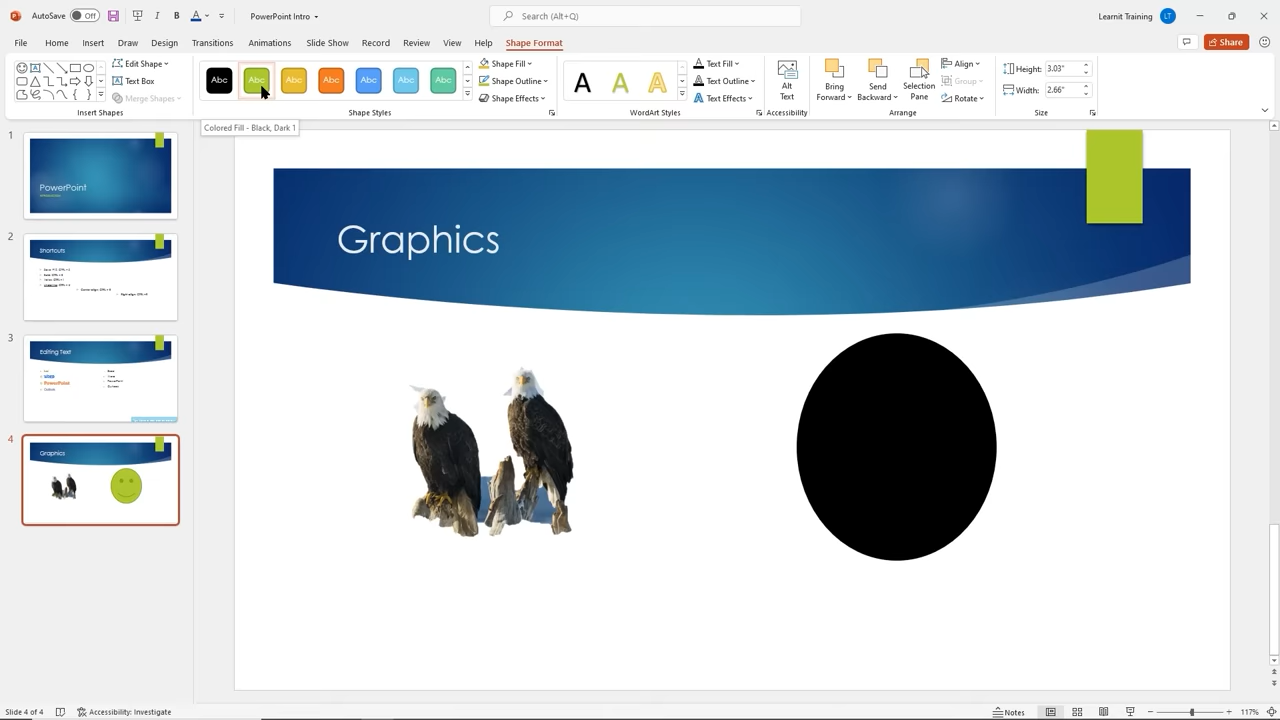 AutoSave Off B A PowerPoint Intro Search (Alt+Q) Learnit Training LT
File Home Insert Draw Design Transitions Animations Slide Show Record Review View Help Shape Format Share
Edit Shape
Text Box
Merge Shapes
Insert Shapes
Abc Abc Abc Abc Abc Abc Abc
Shape Fill
Shape Outline
Shape Effects
Shape Styles
A A A
Text Fill
Text Outline
Text Effects
WordArt Styles
Alt
Text
Accessibility
Bring
Forward
Send
Backward
Selection
Pane
Align
Group
Rotate
Arrange
Height: 3.03"
Width: 2.66"
Size
Colored Fill - Black, Dark 1
1
PowerPoint
2
Shortcuts
3
Editing Text
PowerPoint
4
Graphics
Graphics
Slide 4 of 4 Accessibility: Investigate Notes 117%